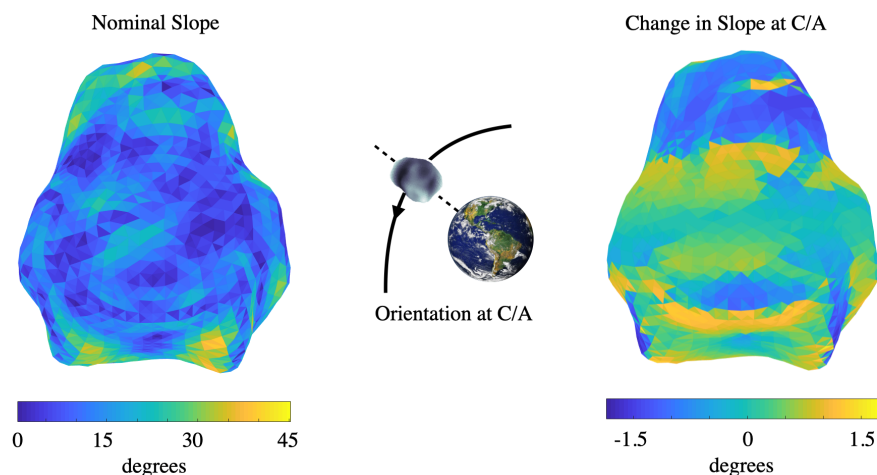 Nominal Slope
Change in Slope at C/A
Orientation at C/A
0 15 30 45
degrees
-1.5 0 1.5
degrees